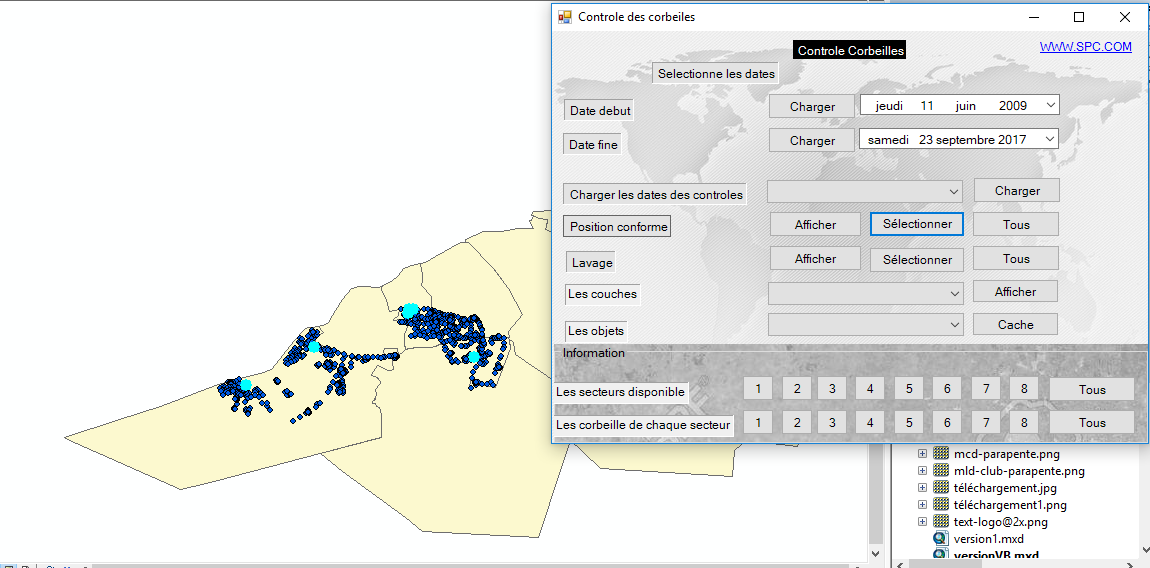 Controle des corbeiles
Controle Corbeilles
WWW.SPC.COM
Selectionne les dates
Date debut
Charger
jeudi 11 juin 2009
Date fine
Charger
samedi 23 septembre 2017
Charger les dates des controles
Charger
Position conforme
Afficher
Sélectionner
Tous
Lavage
Afficher
Sélectionner
Tous
Les couches
Afficher
Les objets
Cache
Information
Les secteurs disponible
1 2 3 4 5 6 7 8 Tous
Les corbeille de chaque secteur
1 2 3 4 5 6 7 8 Tous
mcd-parapente.png
mld-club-parapente.png
téléchargement.jpg
téléchargement1.png
text-logo@2x.png
version1.mxd
versionVB.mxd